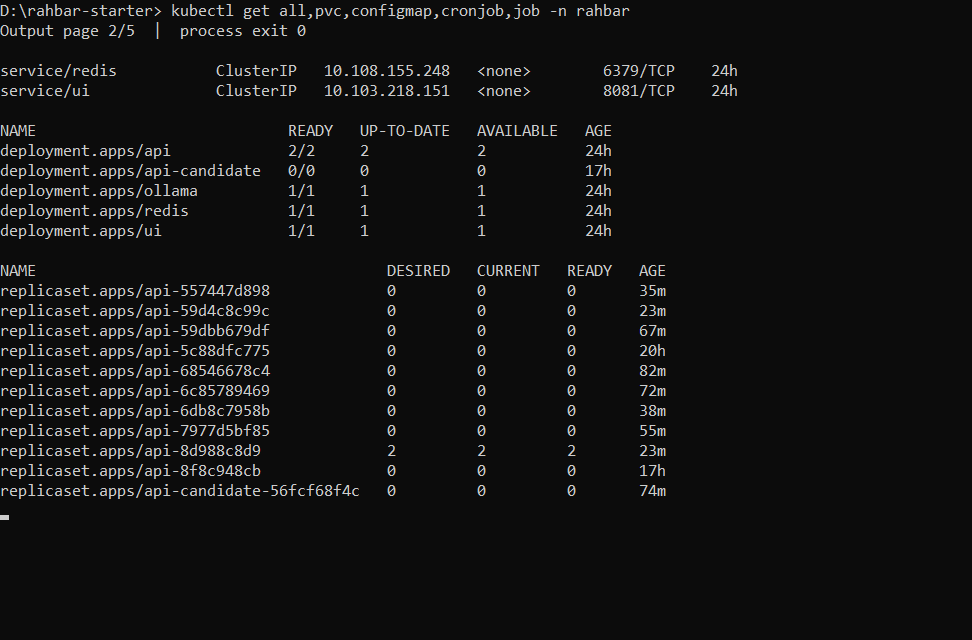 D:\rahbar-starter> kubectl get all,pvc,configmap,cronjob,job -n rahbar
Output page 2/5  |  process exit 0
service/redis           ClusterIP   10.108.155.248   <none>        6379/TCP    24h
service/ui              ClusterIP   10.103.218.151   <none>        8081/TCP    24h
NAME                            READY   UP-TO-DATE   AVAILABLE   AGE
deployment.apps/api             2/2     2            2           24h
deployment.apps/api-candidate   0/0     0            0           17h
deployment.apps/ollama          1/1     1            1           24h
deployment.apps/redis           1/1     1            1           24h
deployment.apps/ui              1/1     1            1           24h
NAME                                       DESIRED   CURRENT   READY   AGE
replicaset.apps/api-557447d898             0         0         0       35m
replicaset.apps/api-59d4c8c99c             0         0         0       23m
replicaset.apps/api-59dbb679df             0         0         0       67m
replicaset.apps/api-5c88dfc775             0         0         0       20h
replicaset.apps/api-68546678c4             0         0         0       82m
replicaset.apps/api-6c85789469             0         0         0       72m
replicaset.apps/api-6db8c7958b             0         0         0       38m
replicaset.apps/api-7977d5bf85             0         0         0       55m
replicaset.apps/api-8d988c8d9              2         2         2       23m
replicaset.apps/api-8f8c948cb              0         0         0       17h
replicaset.apps/api-candidate-56fcf68f4c   0         0         0       74m